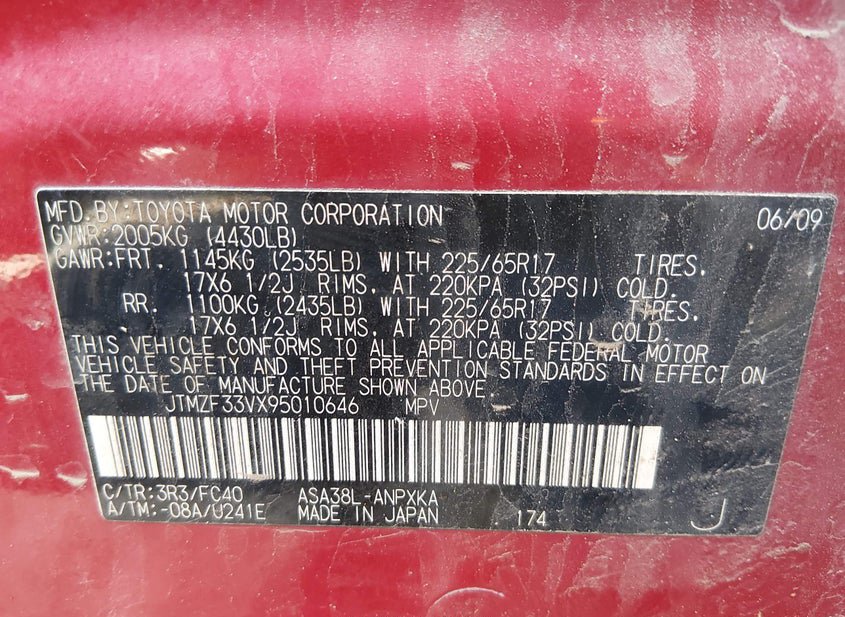 MFD.BY:TOYOTA MOTOR CORPORATION 06/09
GVWR:2005KG (4430LB)
GAWR:FRT. 1145KG (2535LB) WITH 225/65R17 TIRES.
17X6 1/2J RIMS, AT 220KPA (32PSI) COLD.
RR. 1100KG (2435LB) WITH 225/65R17 TIRES.
17X6 1/2J RIMS, AT 220KPA (32PSI) COLD.
THIS VEHICLE CONFORMS TO ALL APPLICABLE FEDERAL MOTOR
VEHICLE SAFETY AND THEFT PREVENTION STANDARDS IN EFFECT ON
THE DATE OF MANUFACTURE SHOWN ABOVE.
JTMZF33VX95010646 MPV
C/TR:3R3/FC40 ASA38L-ANPXKA
A/TM:-08A/U241E MADE IN JAPAN 174 J